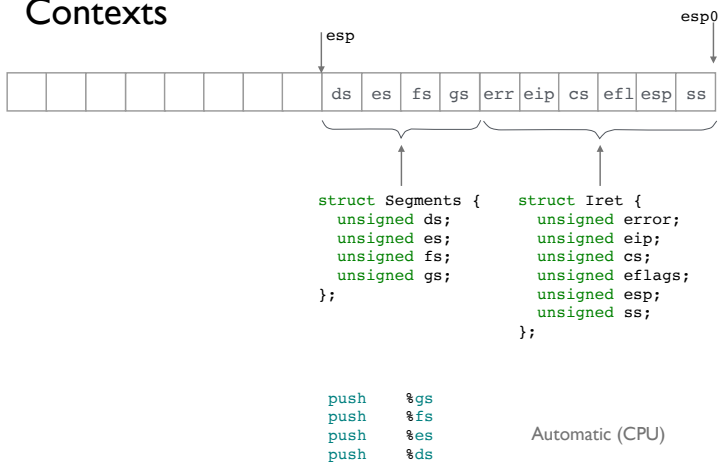 Contexts
esp0
esp
ds es fs gs err eip cs efl esp ss
struct Segments {
unsigned ds;
unsigned es;
unsigned fs;
unsigned gs;
};
struct Iret {
unsigned error;
unsigned eip;
unsigned cs;
unsigned eflags;
unsigned esp;
unsigned ss;
};
push %gs
push %fs
push %es
push %ds
Automatic (CPU)